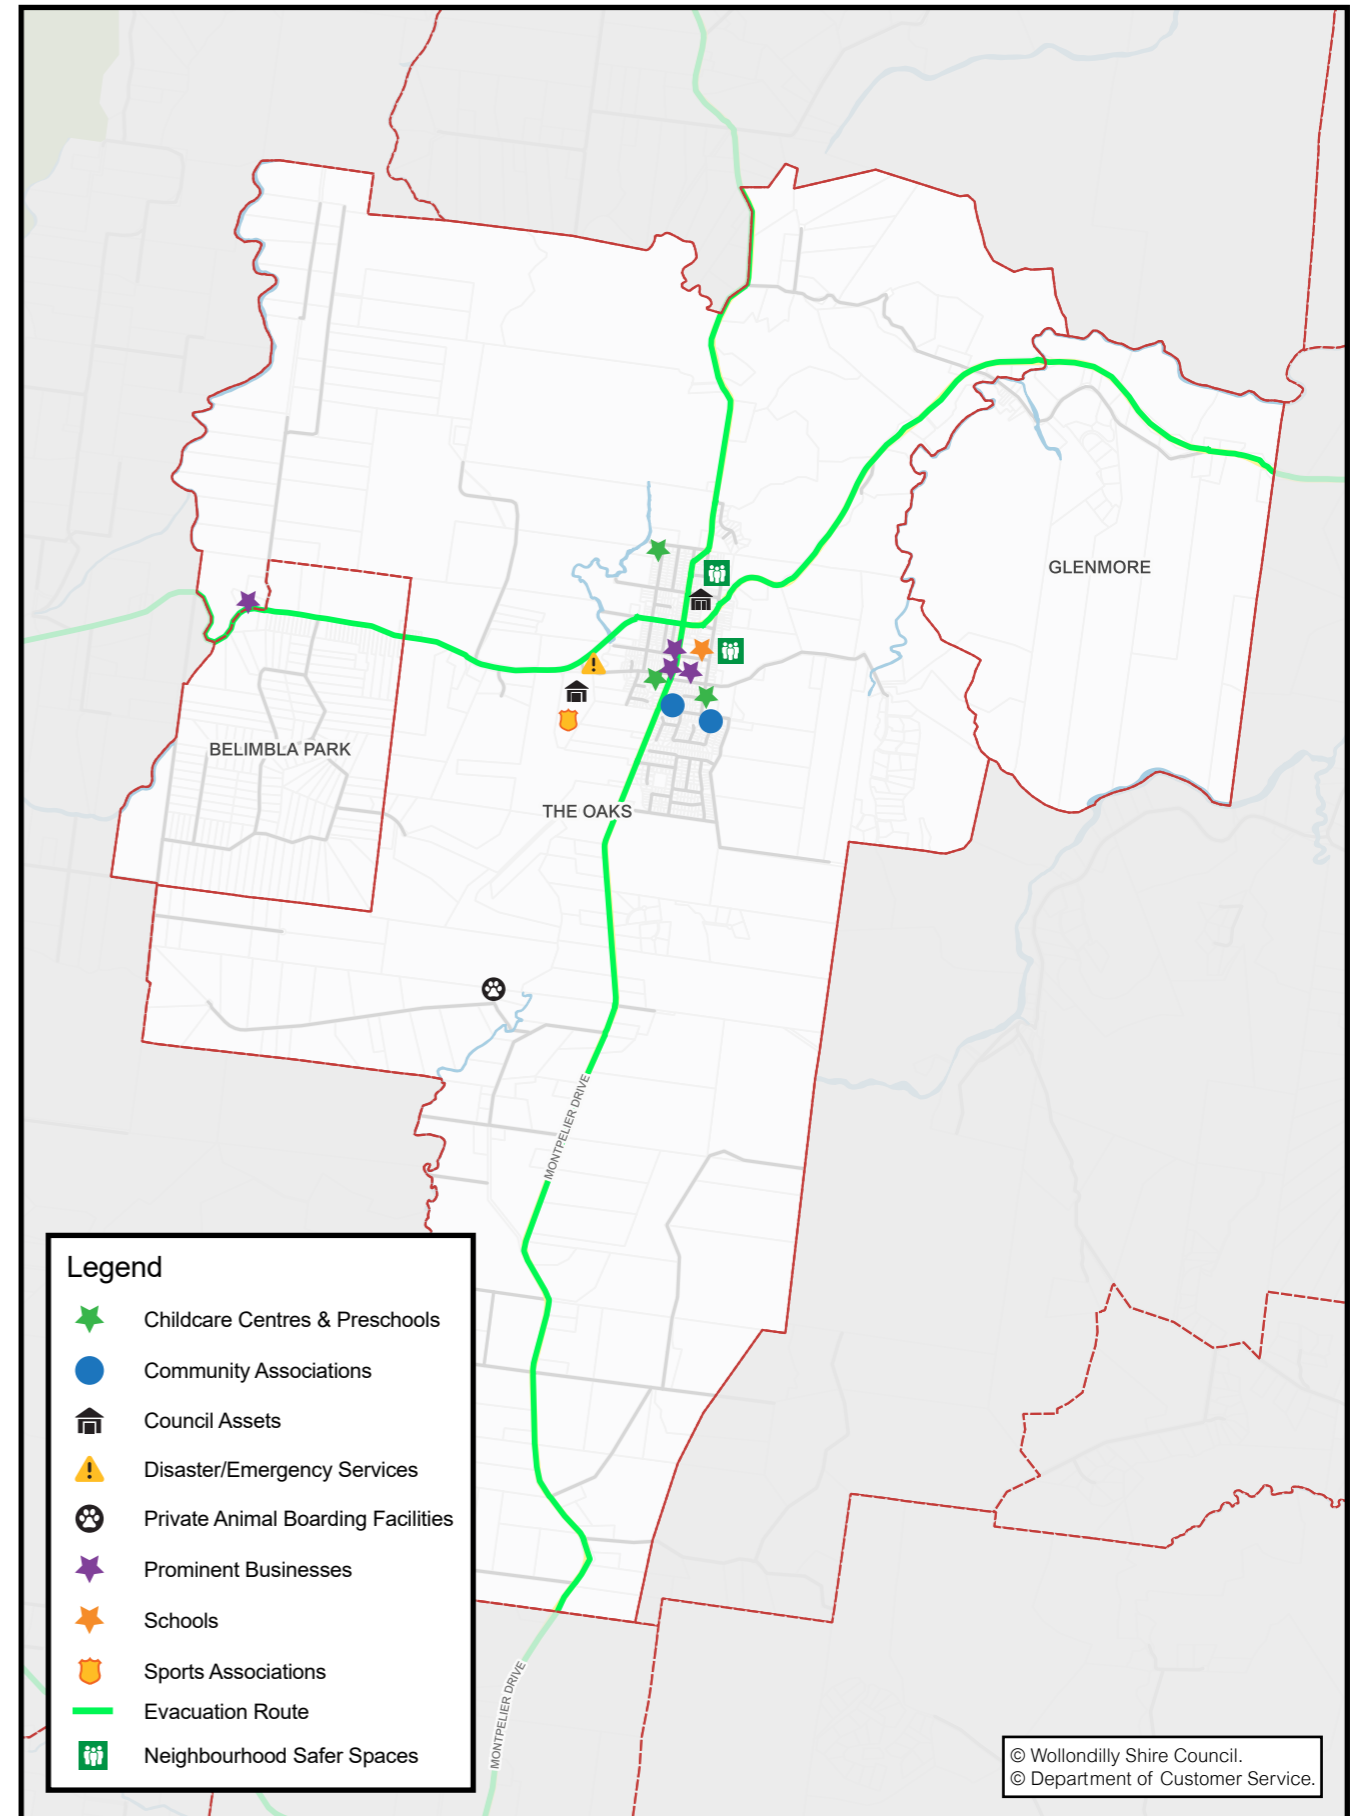 GLENMORE
BELIMBLA PARK
THE OAKS
MONTPELIER DRIVE
MONTPELIER DRIVE
Legend
Childcare Centres & Preschools
Community Associations
Council Assets
Disaster/Emergency Services
Private Animal Boarding Facilities
Prominent Businesses
Schools
Sports Associations
Evacuation Route
Neighbourhood Safer Spaces
© Wollondilly Shire Council.
© Department of Customer Service.